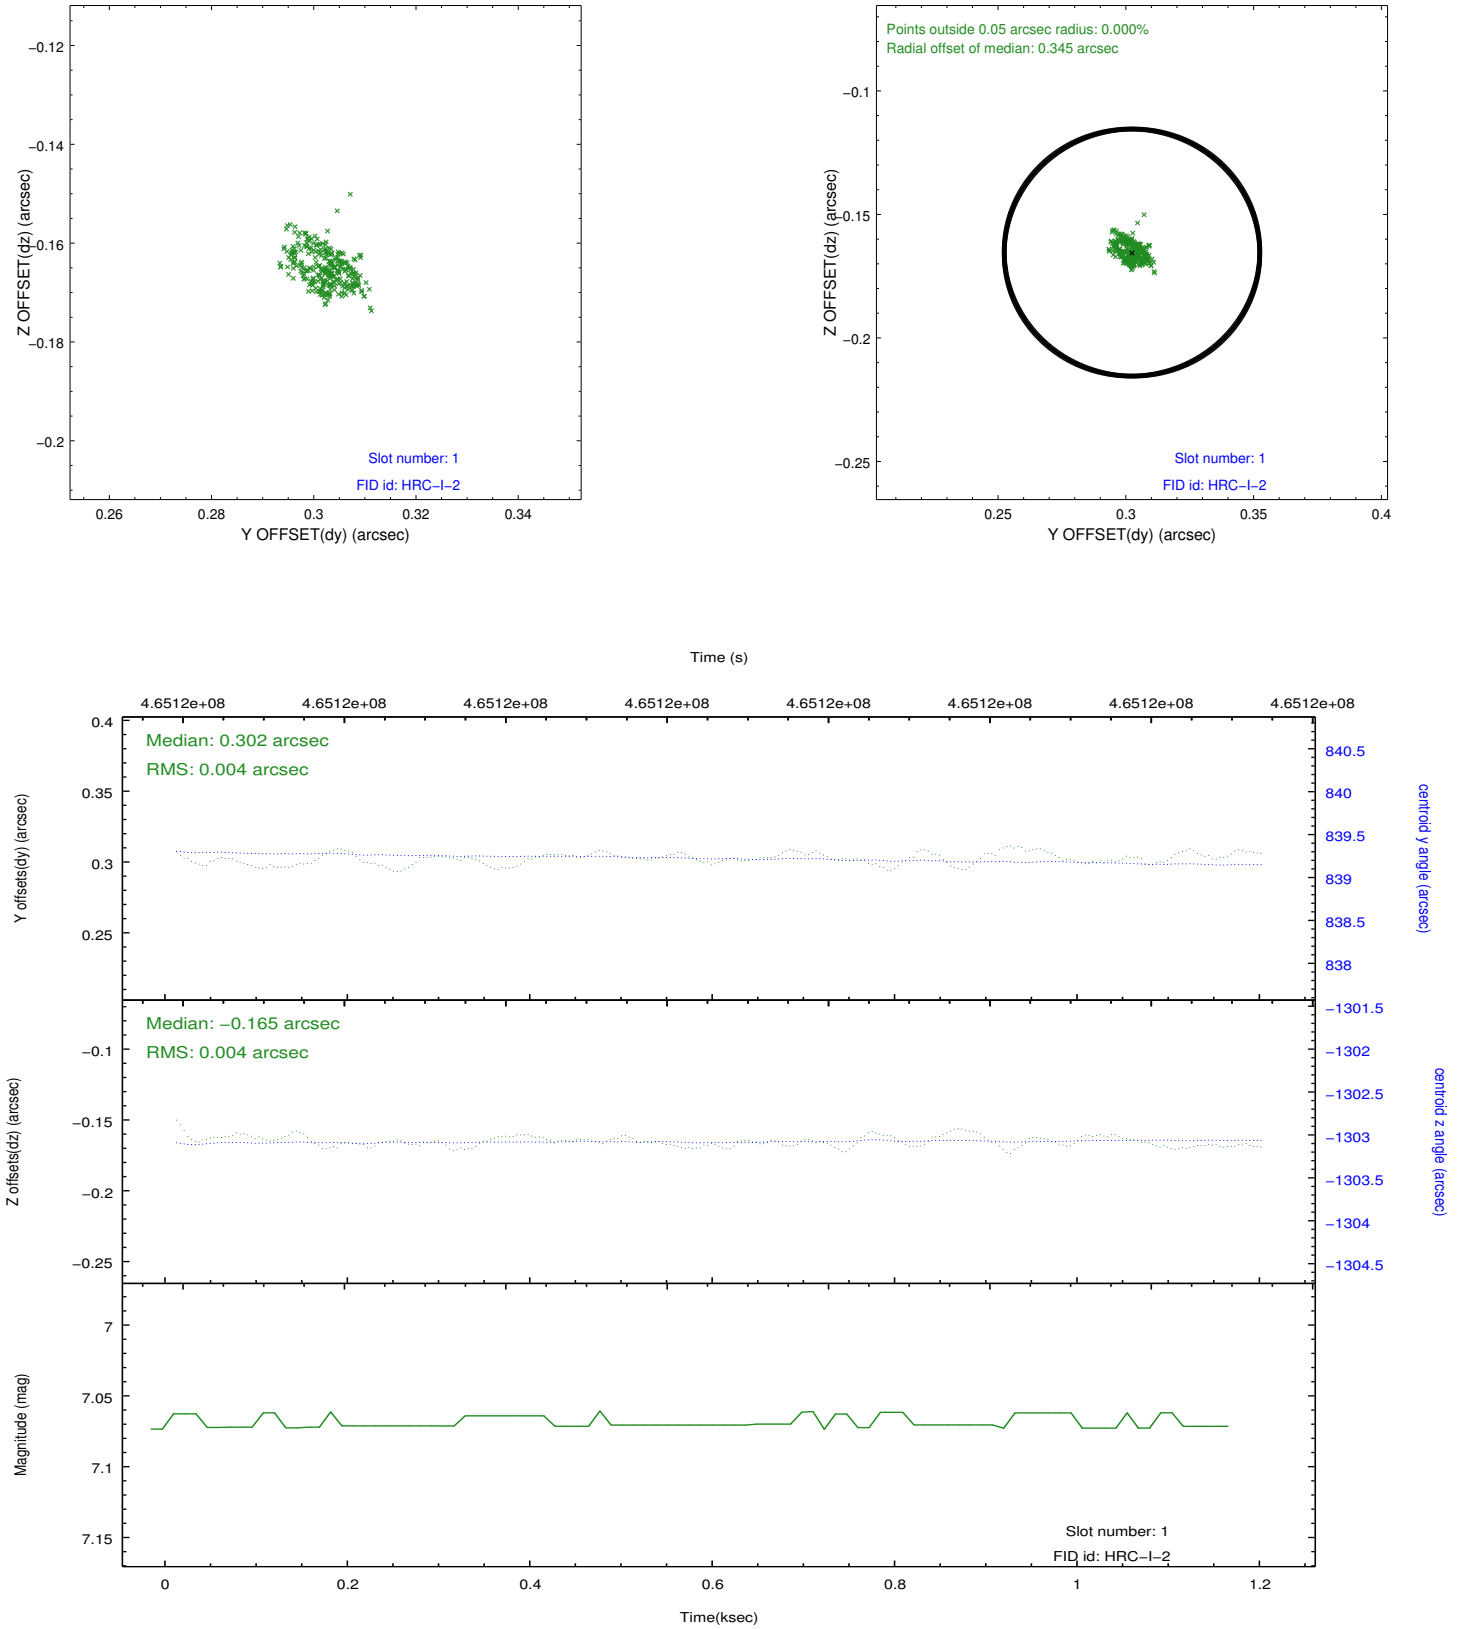 −0.12
−0.14
−0.16
−0.18
−0.2
Z OFFSET(dz) (arcsec)
Slot number: 1
FID id: HRC−I−2
0.26 0.28 0.3 0.32 0.34
Y OFFSET(dy) (arcsec)
Points outside 0.05 arcsec radius: 0.000%
Radial offset of median: 0.345 arcsec
−0.1
−0.15
−0.2
−0.25
Z OFFSET(dz) (arcsec)
Slot number: 1
FID id: HRC−I−2
0.25 0.3 0.35 0.4
Y OFFSET(dy) (arcsec)
Time (s)
4.6512e+08 4.6512e+08 4.6512e+08 4.6512e+08 4.6512e+08 4.6512e+08 4.6512e+08 4.6512e+08
Median: 0.302 arcsec
RMS: 0.004 arcsec
0.4
0.35
0.3
0.25
Y offsets(dy) (arcsec)
840.5
840
839.5
839
838.5
838
centroid y angle (arcsec)
Median: −0.165 arcsec
RMS: 0.004 arcsec
−0.1
−0.15
−0.2
−0.25
Z offsets(dz) (arcsec)
−1301.5
−1302
−1302.5
−1303
−1303.5
−1304
−1304.5
centroid z angle (arcsec)
7
7.05
7.1
7.15
Magnitude (mag)
Slot number: 1
FID id: HRC−I−2
0 0.2 0.4 0.6 0.8 1 1.2
Time(ksec)